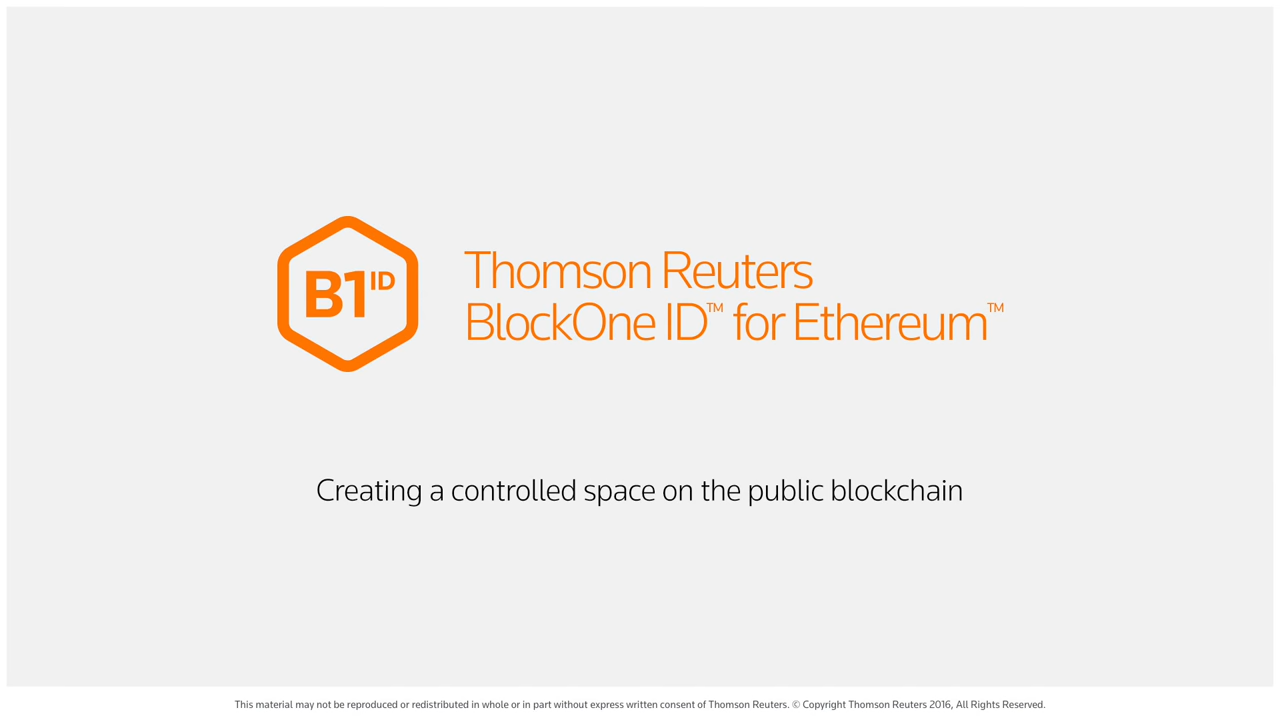 B1 ID
Thomson Reuters
BlockOne ID™ for Ethereum™
Creating a controlled space on the public blockchain
This material may not be reproduced or redistributed in whole or in part without express written consent of Thomson Reuters. © Copyright Thomson Reuters 2016, All Rights Reserved.